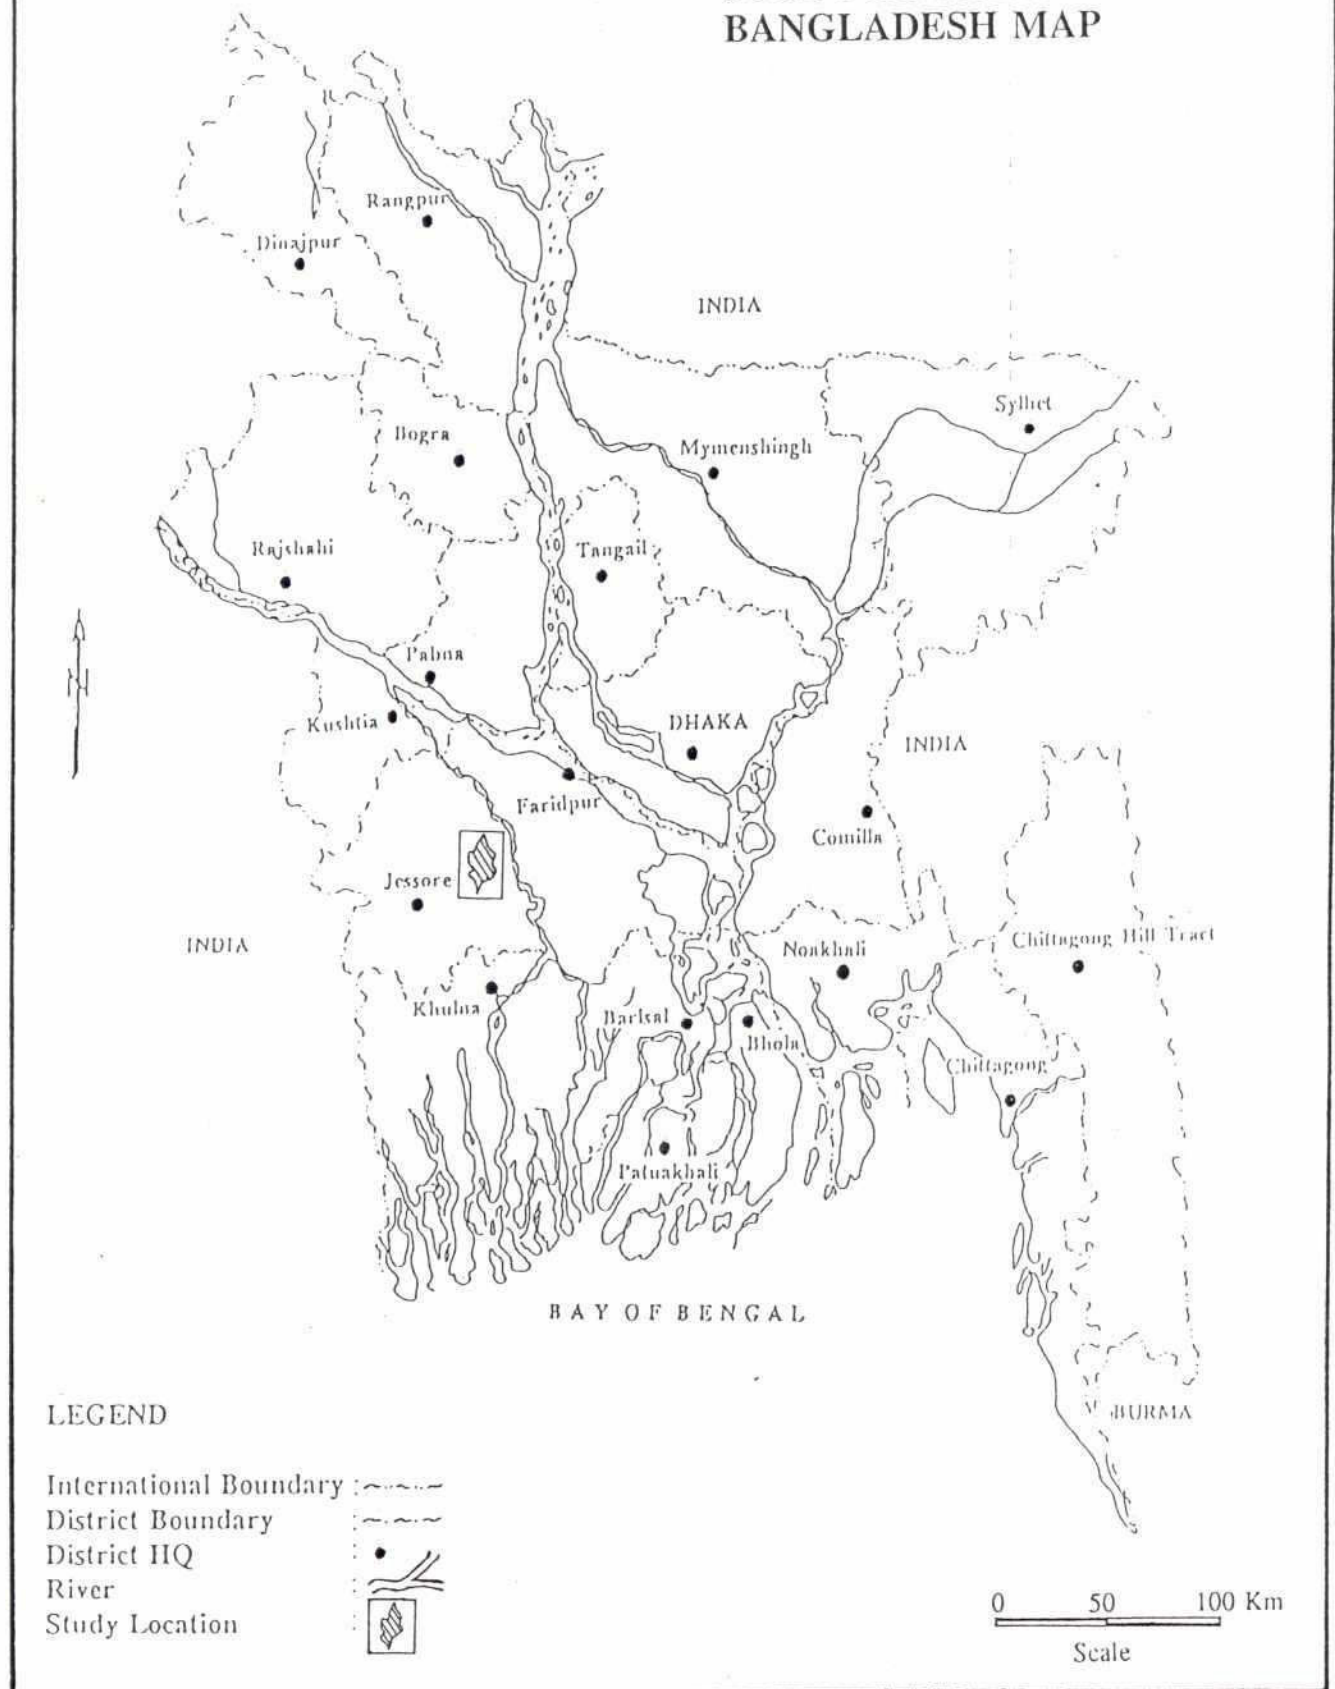 BANGLADESH MAP
Rangpur
Dinajpur
INDIA
Sylhet
Bogra
Mymenshingh
Rajshahi
Tangail
N
Pabna
Kushtia
DHAKA
INDIA
Faridpur
Comilla
Jessore
INDIA
Chittagong Hill Tract
Noakhali
Khulna
Barisal
Bhola
Chittagong
Patuakhali
BAY OF BENGAL
BURMA
LEGEND
International Boundary :
District Boundary :
District HQ :
River :
Study Location :
0 50 100 Km
Scale